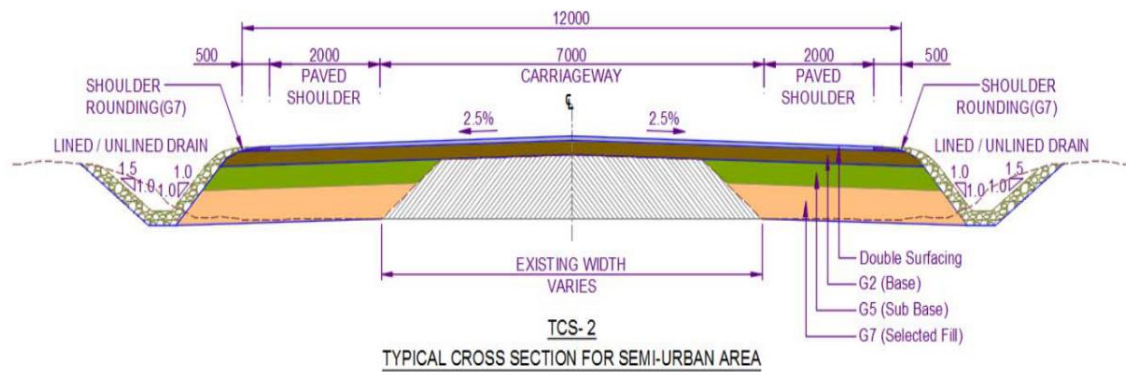 12000
500
2000
7000
2000
500
PAVED
SHOULDER
CARRIAGEWAY
PAVED
SHOULDER
SHOULDER
ROUNDING(G7)
SHOULDER
ROUNDING(G7)
℄
2.5%
2.5%
LINED / UNLINED DRAIN
LINED / UNLINED DRAIN
1.5
1.0
1.0
1.0
1.0
1.0
1.5
1.0
EXISTING WIDTH
VARIES
Double Surfacing
G2 (Base)
G5 (Sub Base)
G7 (Selected Fill)
TCS- 2
TYPICAL CROSS SECTION FOR SEMI-URBAN AREA